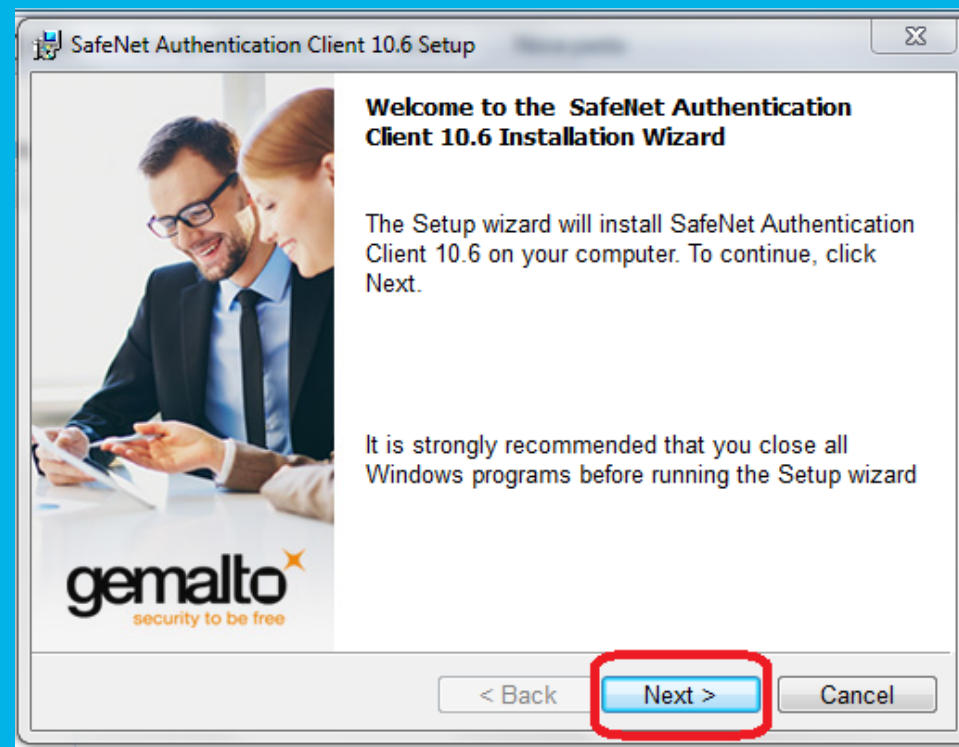 SafeNet Authentication Client 10.6 Setup
Welcome to the SafeNet Authentication
Client 10.6 Installation Wizard
The Setup wizard will install SafeNet Authentication
Client 10.6 on your computer. To continue, click
Next.
It is strongly recommended that you close all
Windows programs before running the Setup wizard
gemalto
security to be free
< Back Next > Cancel